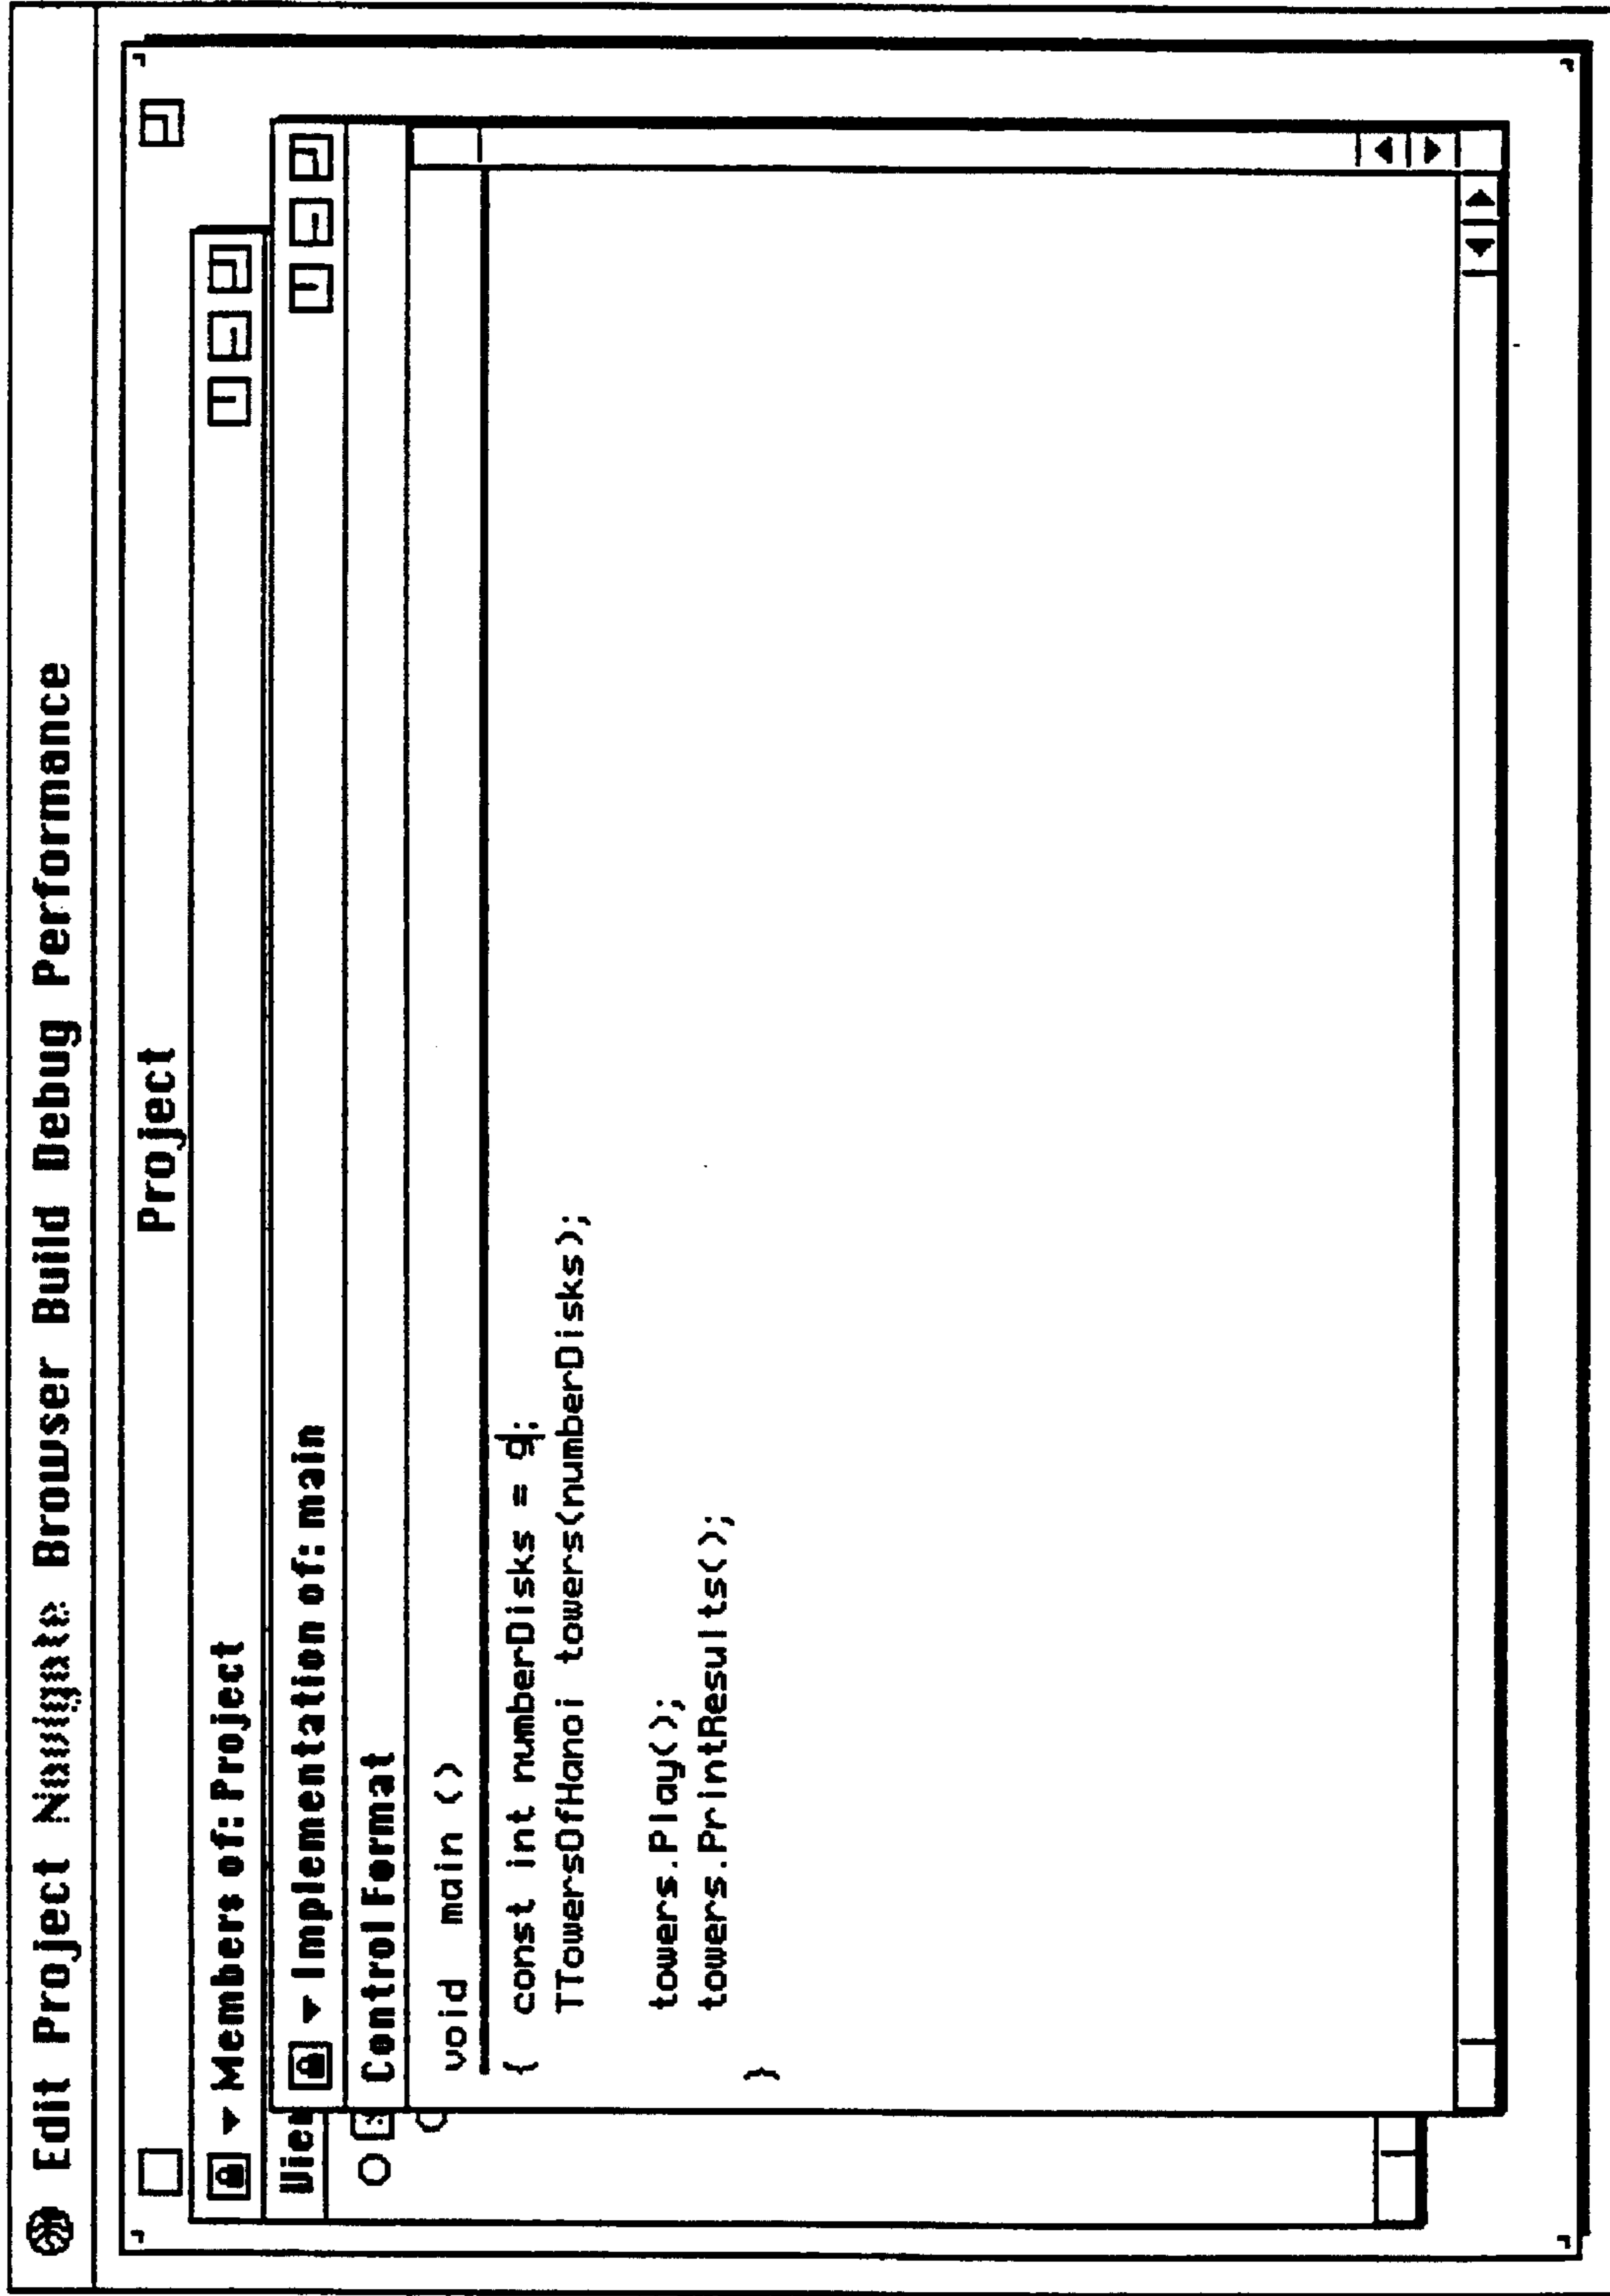 Edit Project Navigate Browser Build Debug Performance
Project
Members of: Project
Implementation of: main
Control Format
void main ()
{ const int numberDisks = 9;
TTowersOfHanoi towers(numberDisks);
towers.Play();
towers.PrintResults();
}